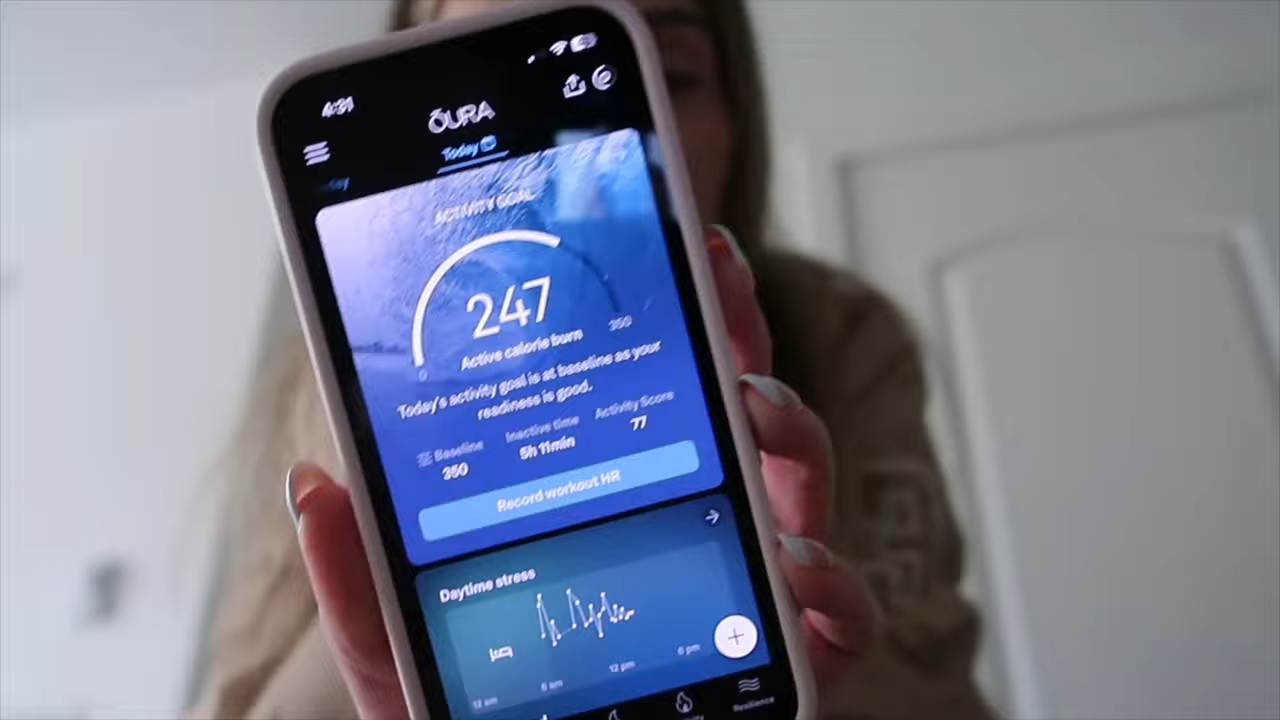 4:31
ŌURA
Today
ACTIVITY GOAL
247
0
350
Active calorie burn
Today's activity goal is at baseline as your
readiness is good.
Baseline
Inactive time
Activity Score
350
5h 11min
77
Record workout HR
Daytime stress
12 am
6 am
12 pm
6 pm
Resilience